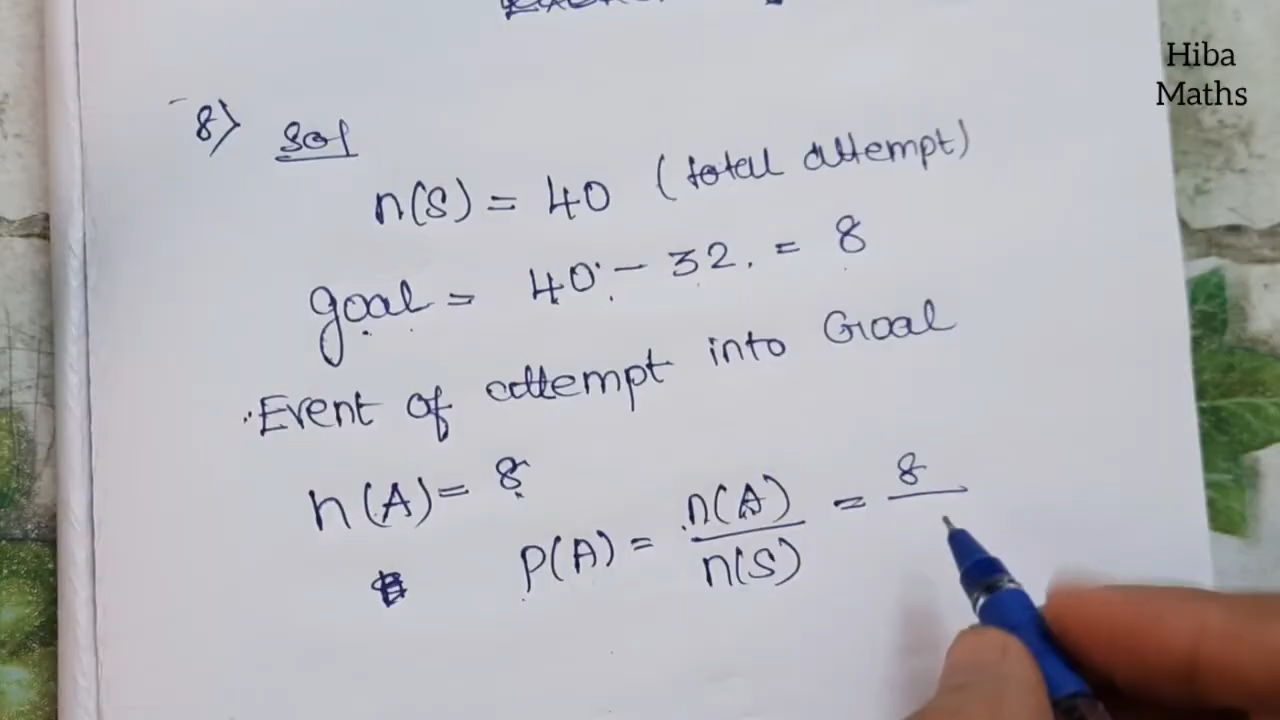 Hiba
Maths
8) Sol
n(S) = 40 (total attempt)
goal = 40 - 32 = 8
Event of attempt into Goal
n(A) = 8
P(A) = n(A)/n(S) = 8